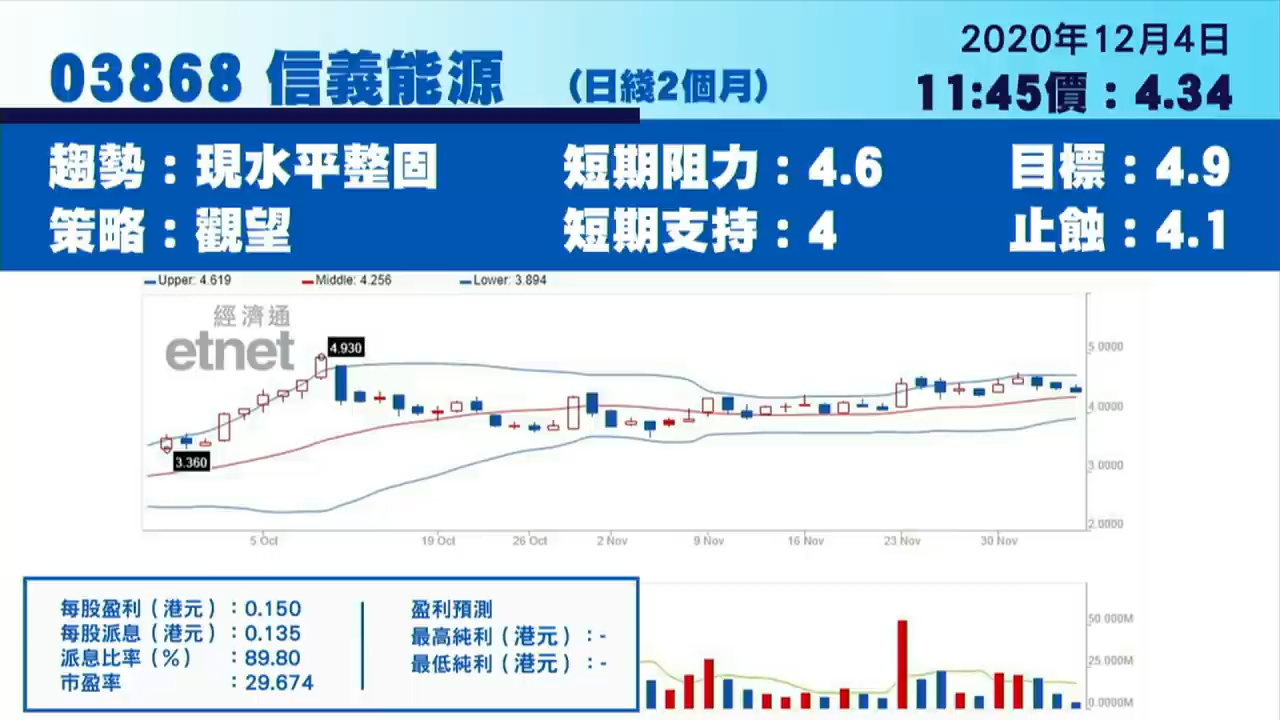 2020年12月4日
03868 信義能源 (日綫2個月)
11:45價：4.34
趨勢：現水平整固 短期阻力：4.6 目標：4.9
策略：觀望 短期支持：4 止蝕：4.1
Upper: 4.619 Middle: 4.256 Lower: 3.894
經濟通
etnet
4.930
3.360
5.0000
4.0000
3.0000
2.0000
5 Oct 19 Oct 26 Oct 2 Nov 9 Nov 16 Nov 23 Nov 30 Nov
每股盈利（港元）：0.150
每股派息（港元）：0.135
派息比率（%）：89.80
市盈率：29.674
盈利預測
最高純利（港元）：-
最低純利（港元）：-
50.000M
25.000M
0.0000M